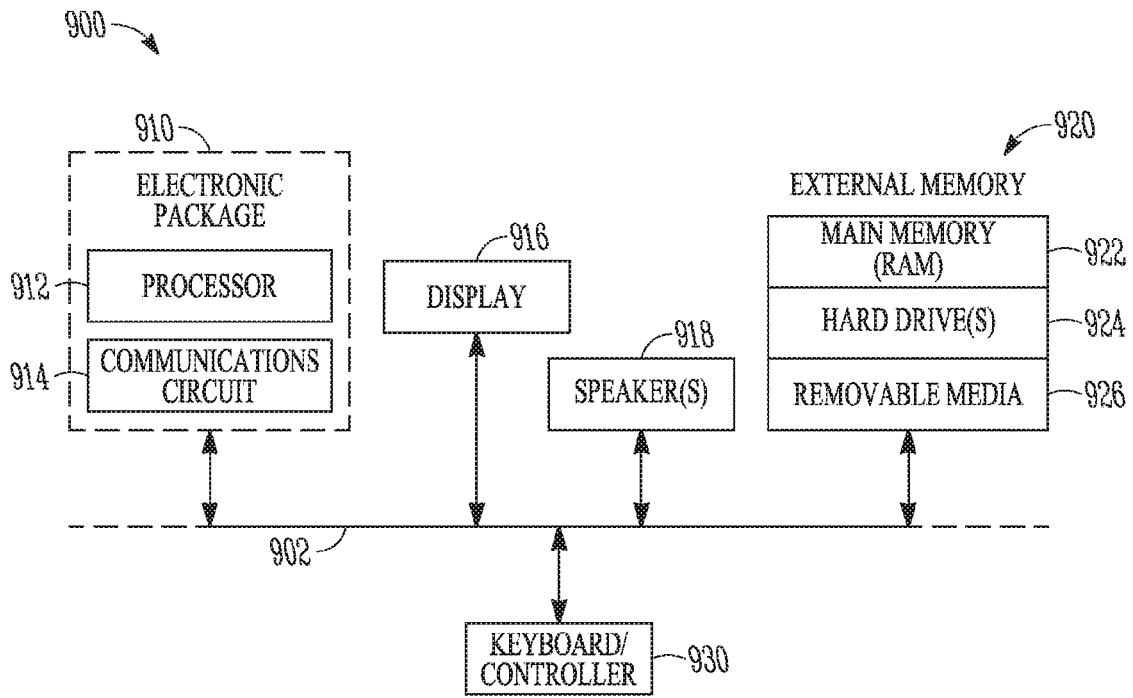 900
910
920
ELECTRONIC
PACKAGE
EXTERNAL MEMORY
912
PROCESSOR
916
DISPLAY
MAIN MEMORY
(RAM)
922
914
COMMUNICATIONS
CIRCUIT
918
SPEAKER(S)
HARD DRIVE(S)
924
REMOVABLE MEDIA
926
902
KEYBOARD/
CONTROLLER
930